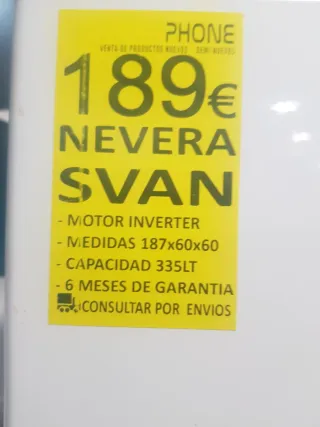 PHONE
VENTA DE PRODUCTOS NUEVOS SEMI-NUEVOS
189€
NEVERA
SVAN
- MOTOR INVERTER
- MEDIDAS 187x60x60
- CAPACIDAD 335LT
- 6 MESES DE GARANTIA
¡CONSULTAR POR ENVIOS